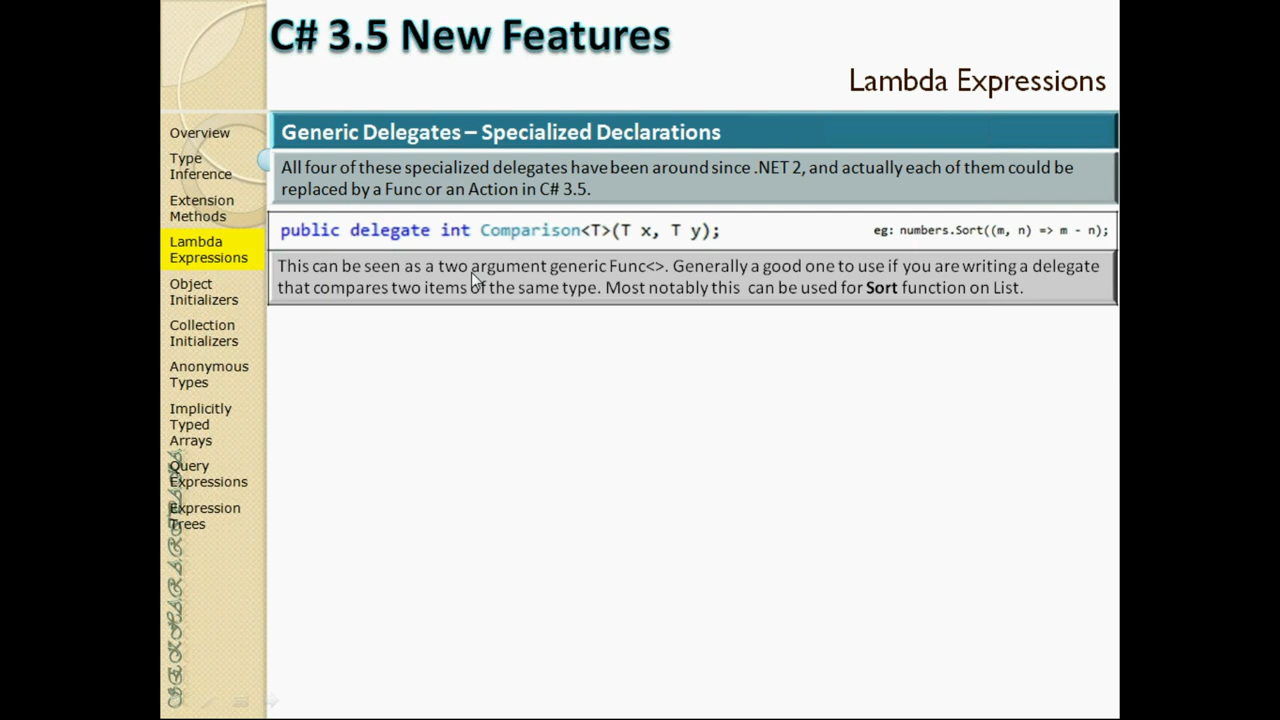 C# 3.5 New Features
Lambda Expressions
Overview
Type
Inference
Extension
Methods
Lambda
Expressions
Object
Initializers
Collection
Initializers
Anonymous
Types
Implicitly
Typed
Arrays
Query
Expressions
Expression
Trees
Generic Delegates – Specialized Declarations
All four of these specialized delegates have been around since .NET 2, and actually each of them could be
replaced by a Func or an Action in C# 3.5.
public delegate int Comparison<T>(T x, T y);
eg: numbers.Sort((m, n) => m - n);
This can be seen as a two argument generic Func<>. Generally a good one to use if you are writing a delegate
that compares two items of the same type. Most notably this can be used for Sort function on List.